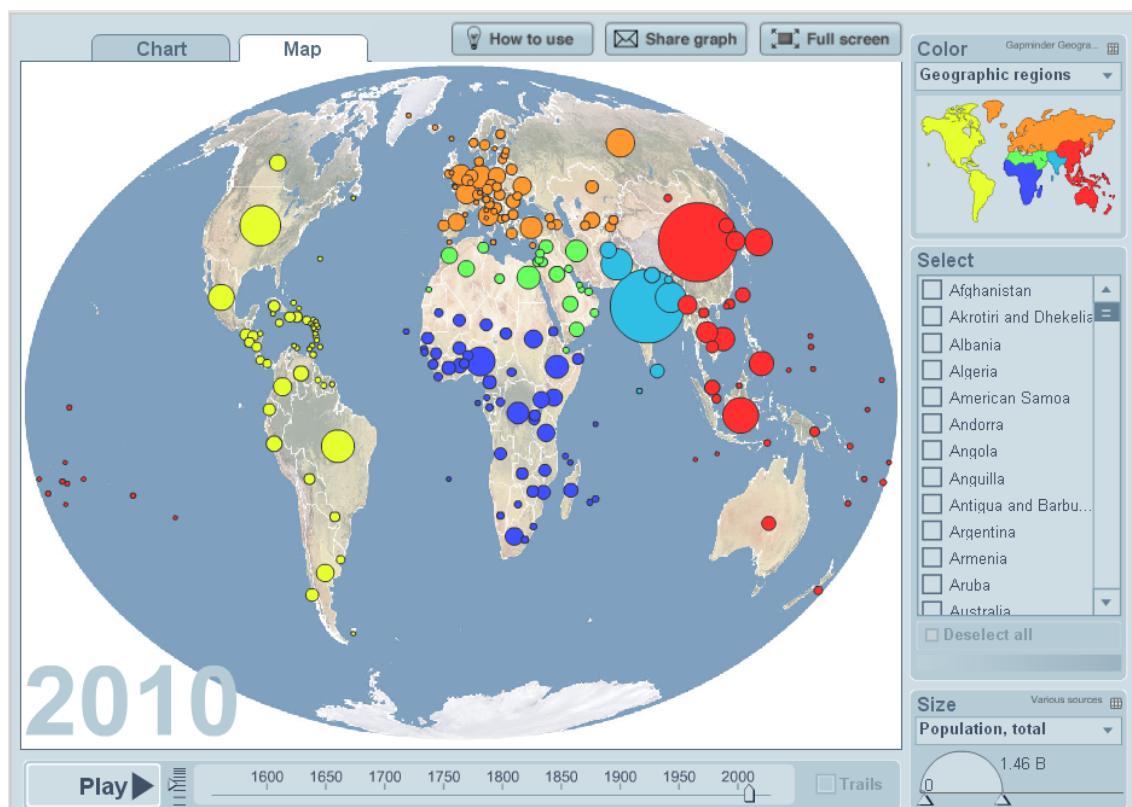 Chart
Map
How to use
Share graph
Full screen
Color
Gapminder Geogra...
Geographic regions
Select
Afghanistan
Akrotiri and Dhekelia
Albania
Algeria
American Samoa
Andorra
Angola
Anguilla
Antigua and Barbu...
Argentina
Armenia
Aruba
Australia
Deselect all
2010
Size
Various sources
Population, total
1.46 B
0
Play
1600 1650 1700 1750 1800 1850 1900 1950 2000
Trails